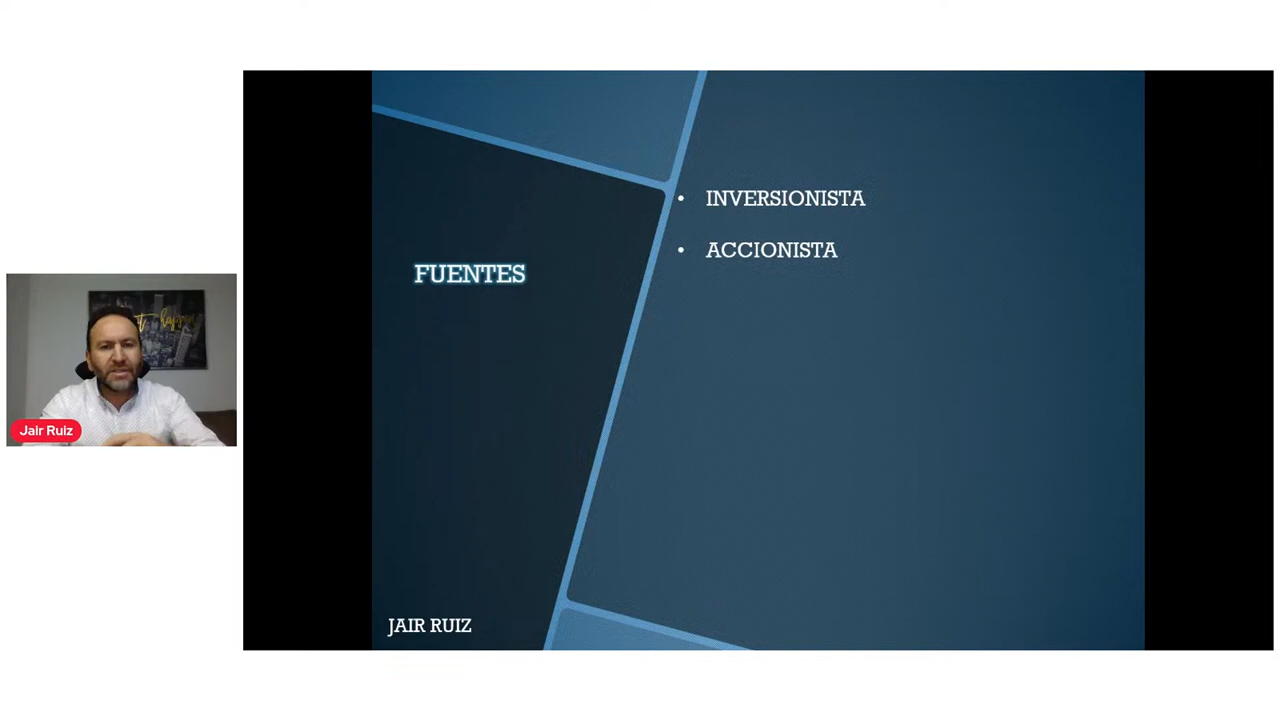 FUENTES
• INVERSIONISTA
• ACCIONISTA
JAIR RUIZ
Jair Ruiz